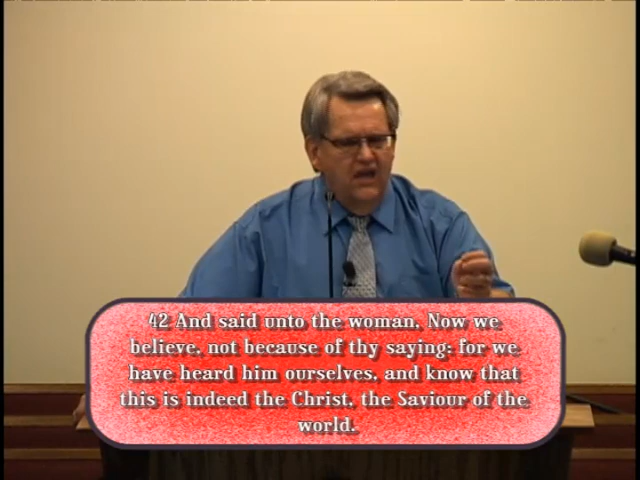 42 And said unto the woman, Now we
believe, not because of thy saying: for we
have heard him ourselves, and know that
this is indeed the Christ, the Saviour of the
world.